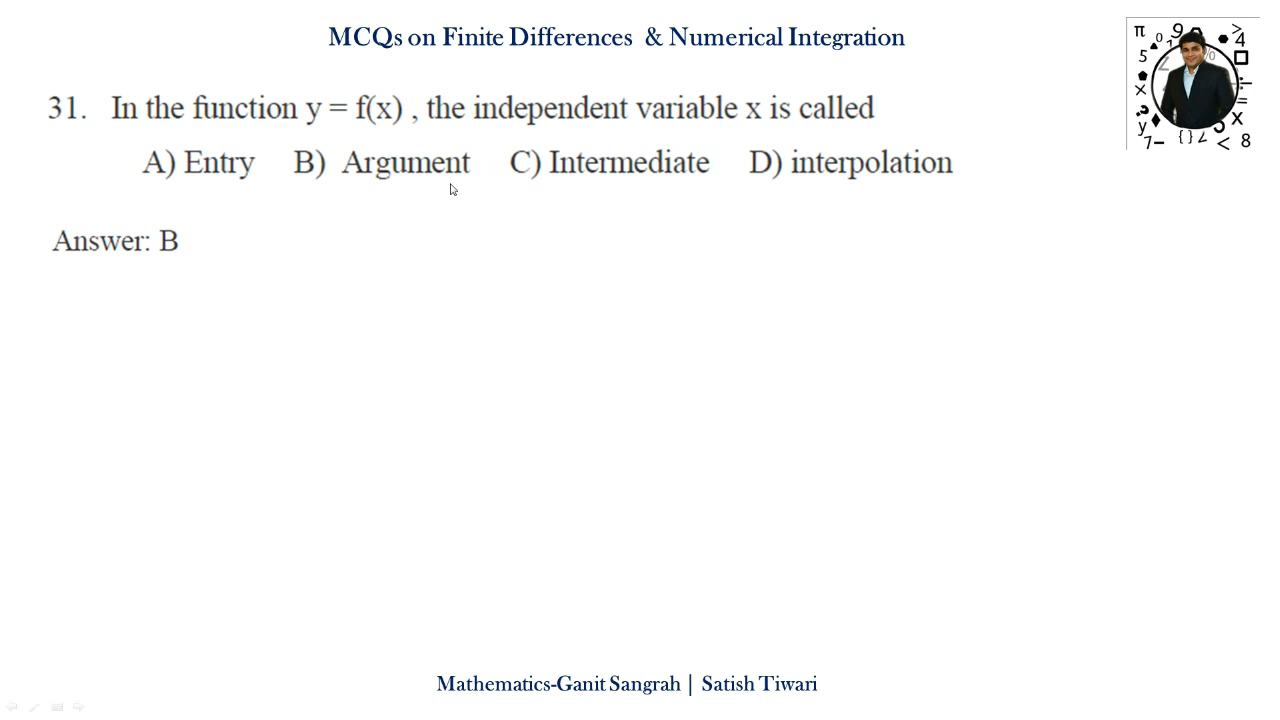 MCQs on Finite Differences & Numerical Integration
31. In the function y = f(x) , the independent variable x is called
A) Entry B) Argument C) Intermediate D) interpolation
Answer: B
Mathematics-Ganit Sangrah | Satish Tiwari